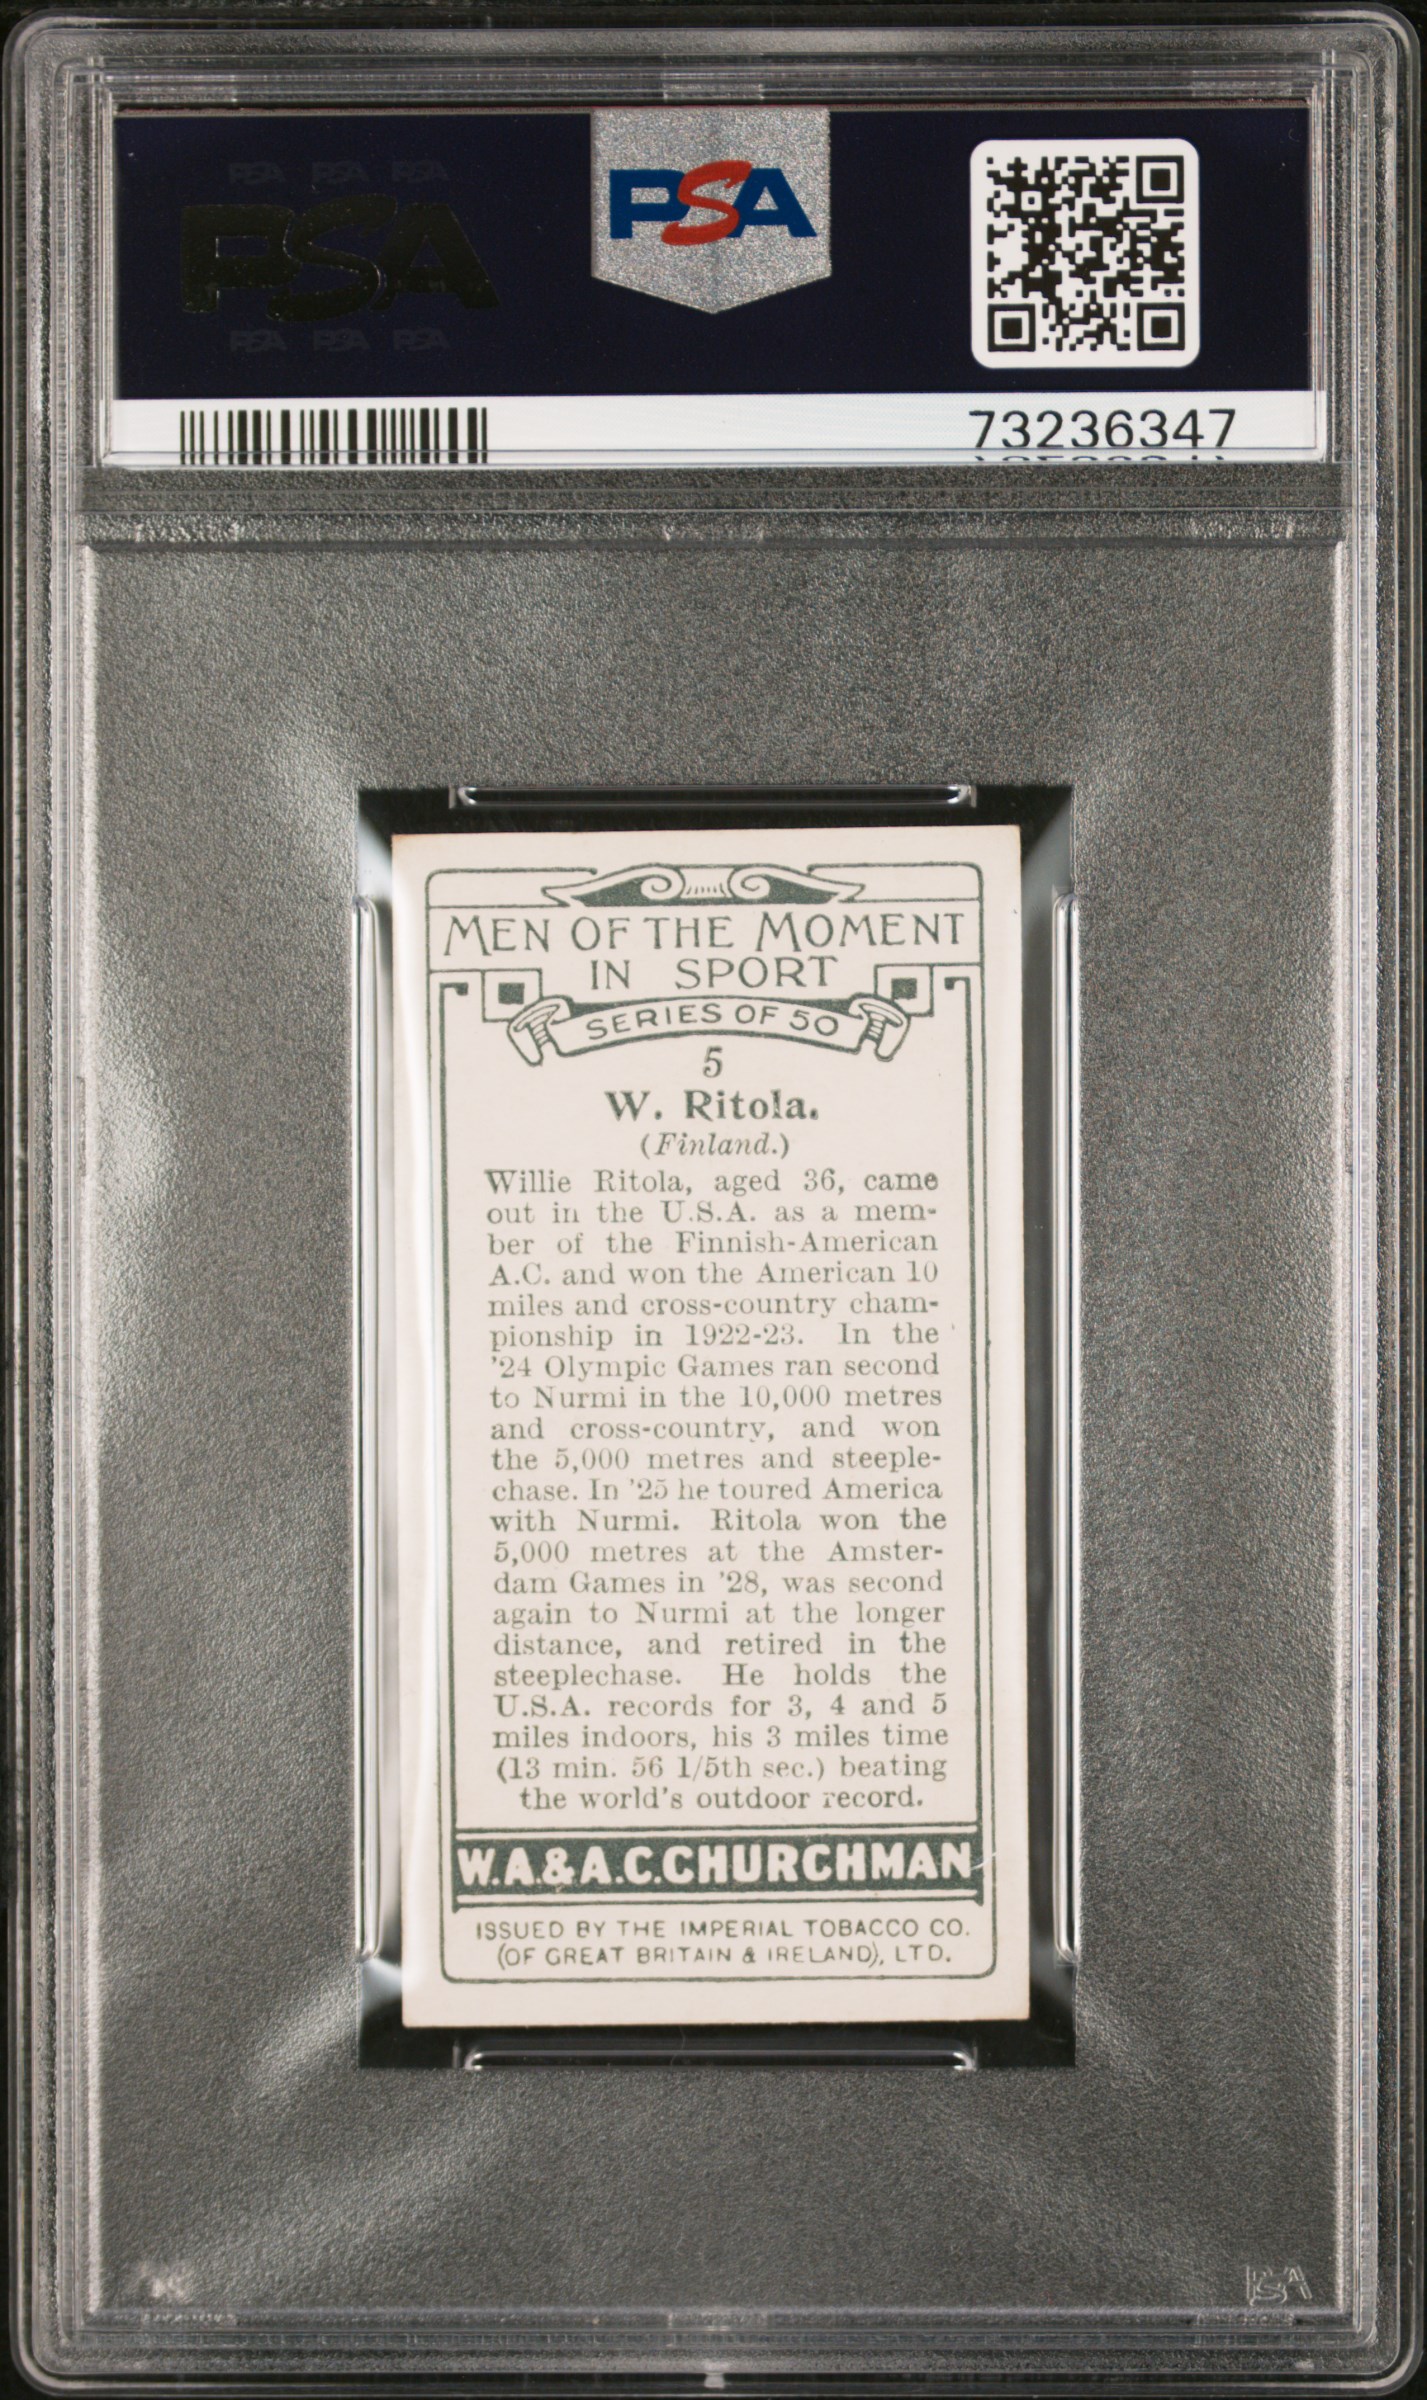 PSA PSA PSA
PSA
PSA PSA PSA
PSA
73236347
MEN OF THE MOMENT
IN SPORT
SERIES OF 50
5
W. Ritola.
(Finland.)
Willie Ritola, aged 36, came
out in the U.S.A. as a mem-
ber of the Finnish-American
A.C. and won the American 10
miles and cross-country cham-
pionship in 1922-23. In the
'24 Olympic Games ran second
to Nurmi in the 10,000 metres
and cross-country, and won
the 5,000 metres and steeple-
chase. In '25 he toured America
with Nurmi. Ritola won the
5,000 metres at the Amster-
dam Games in '28, was second
again to Nurmi at the longer
distance, and retired in the
steeplechase. He holds the
U.S.A. records for 3, 4 and 5
miles indoors, his 3 miles time
(13 min. 56 1/5th sec.) beating
the world's outdoor record.
W.A.& A.C.CHURCHMAN
ISSUED BY THE IMPERIAL TOBACCO CO.
(OF GREAT BRITAIN & IRELAND), LTD.
PSA